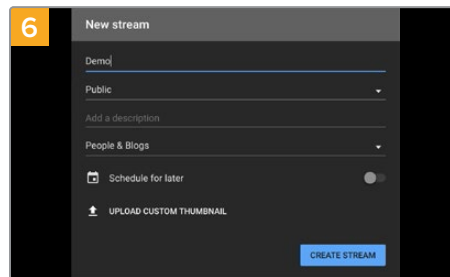 6
New stream
Demo
Public
Add a description
People & Blogs
Schedule for later
UPLOAD CUSTOM THUMBNAIL
CREATE STREAM